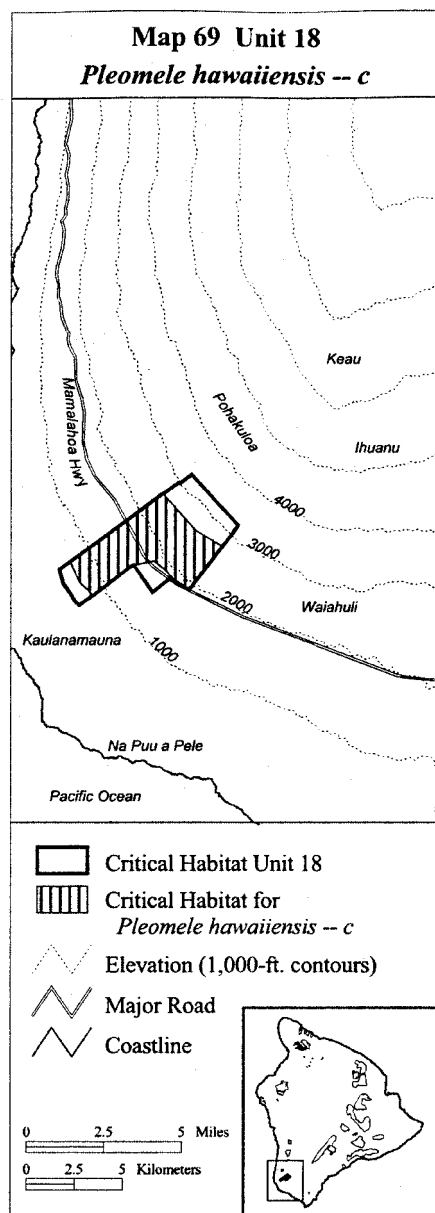 Map 69 Unit 18
Pleomele hawaiiensis -- c
Keau
Mamalahoa Hwy
Pohakuloa
Ihuanu
4000
3000
2000
Waiahuli
1000
Kaulanamauna
Na Puu a Pele
Pacific Ocean
Critical Habitat Unit 18
Critical Habitat for
Pleomele hawaiiensis -- c
Elevation (1,000-ft. contours)
Major Road
Coastline
0 2.5 5 Miles
0 2.5 5 Kilometers